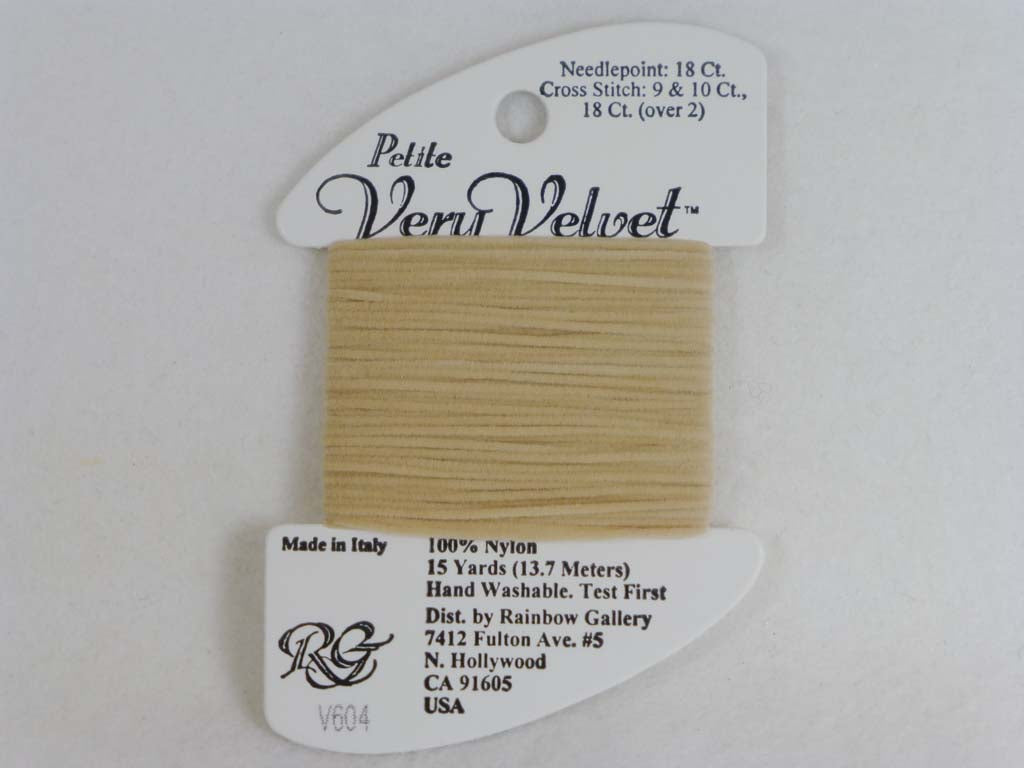 Needlepoint: 18 Ct.
Cross Stitch: 9 & 10 Ct.,
18 Ct. (over 2)
Petite
Very Velvet™
Made in Italy
100% Nylon
15 Yards (13.7 Meters)
Hand Washable. Test First
Dist. by Rainbow Gallery
7412 Fulton Ave. #5
N. Hollywood
CA 91605
USA
RG
V604